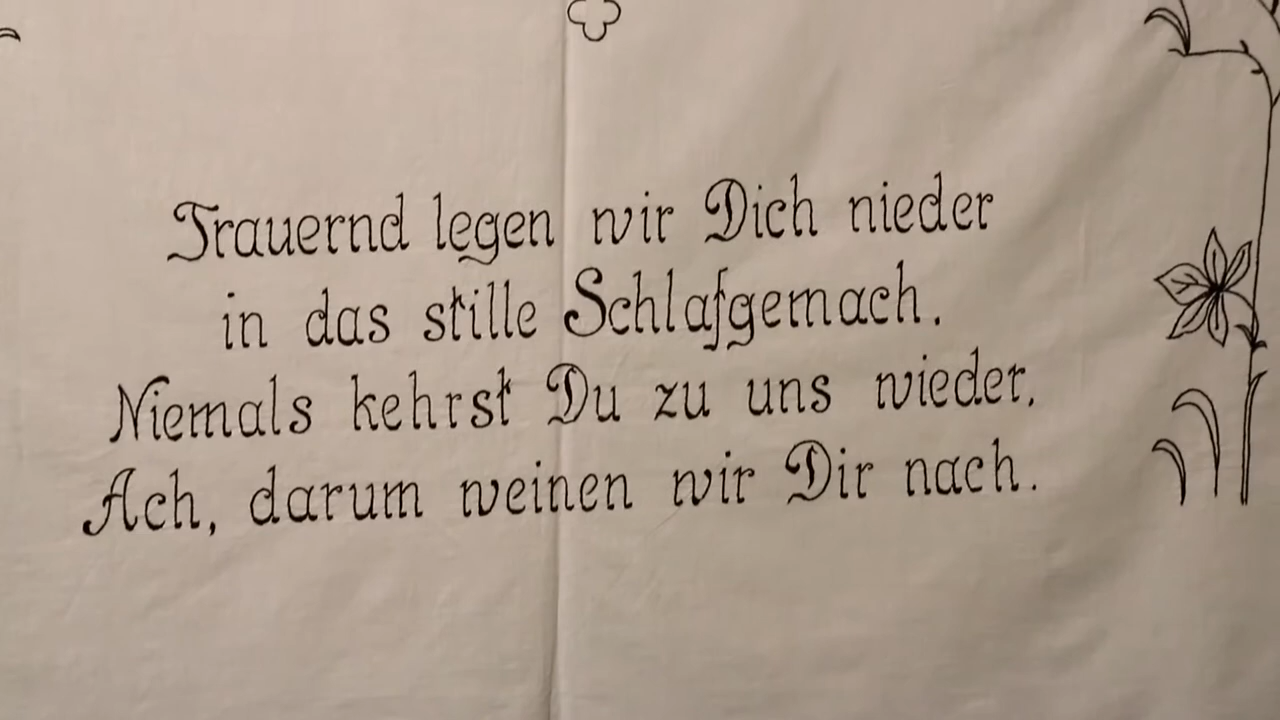 Trauernd legen wir Dich nieder
in das stille Schlafgemach.
Niemals kehrst Du zu uns wieder.
Ach, darum weinen wir Dir nach.